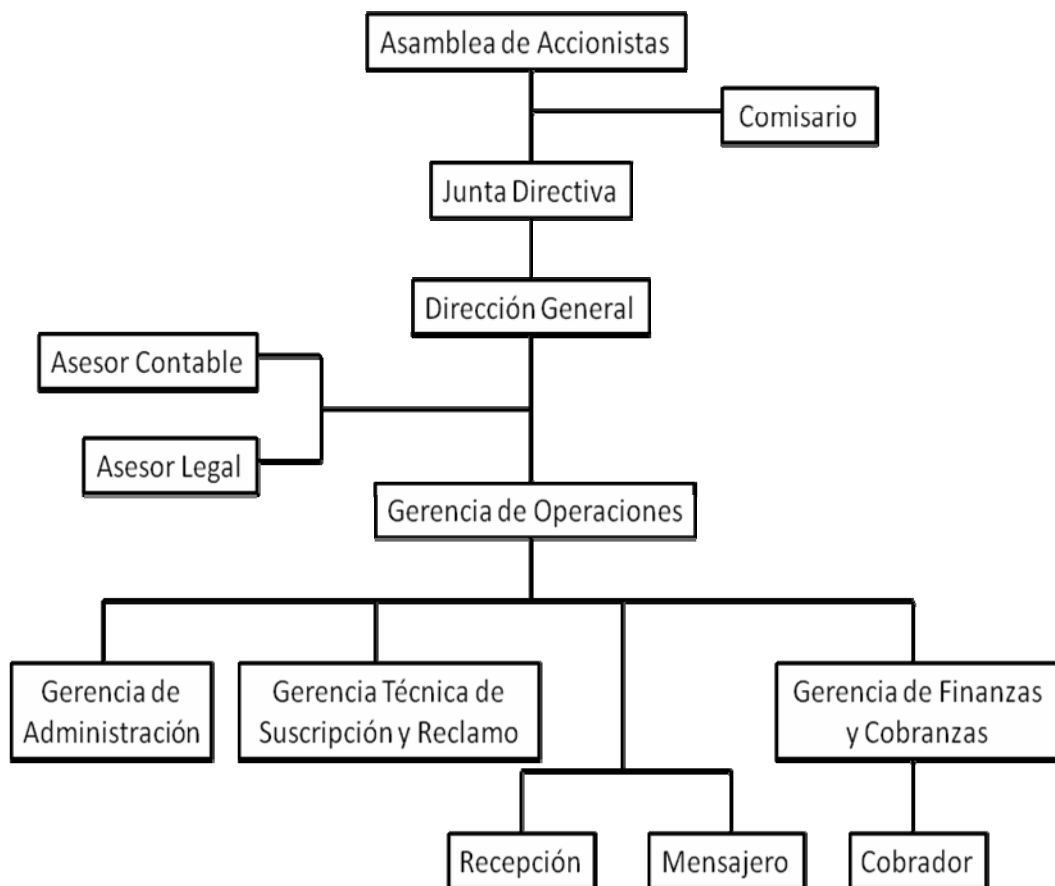 Asamblea de Accionistas
Comisario
Junta Directiva
Dirección General
Asesor Contable
Asesor Legal
Gerencia de Operaciones
Gerencia de
Administración
Gerencia Técnica de
Suscripción y Reclamo
Gerencia de Finanzas
y Cobranzas
Recepción
Mensajero
Cobrador